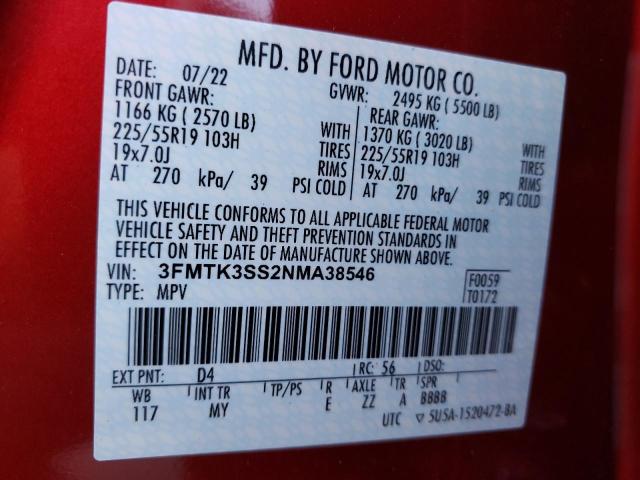 MFD. BY FORD MOTOR CO.
DATE: 07/22 GVWR: 2495 KG ( 5500 LB)
FRONT GAWR: REAR GAWR:
1166 KG ( 2570 LB) WITH 1370 KG ( 3020 LB) WITH
225/55R19 103H TIRES 225/55R19 103H TIRES
19x7.0J RIMS 19x7.0J RIMS
AT 270 kPa/ 39 PSI COLD AT 270 kPa/ 39 PSI COLD
THIS VEHICLE CONFORMS TO ALL APPLICABLE FEDERAL MOTOR
VEHICLE SAFETY AND THEFT PREVENTION STANDARDS IN
EFFECT ON THE DATE OF MANUFACTURE SHOWN ABOVE.
VIN: 3FMTK3SS2NMA38546 F0059
TYPE: MPV T0172
EXT PNT: D4 RC: 56 DSO:
WB INT TR TP/PS R AXLE TR SPR
117 MY E ZZ A B888
UTC ▽ 5U5A-1520472-BA